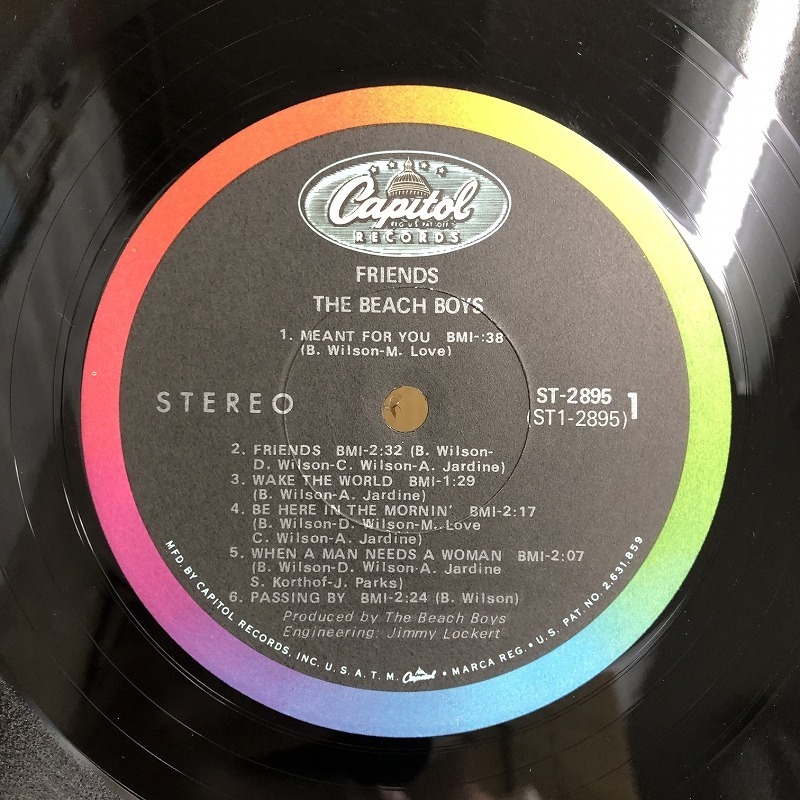 Capitol
REG. U.S. PAT. OFF.
RECORDS
FRIENDS
THE BEACH BOYS
1. MEANT FOR YOU BMI-:38
(B. Wilson-M. Love)
STEREO
ST-2895
(ST1-2895)
1
2. FRIENDS BMI-2:32 (B. Wilson-
D. Wilson-C. Wilson-A. Jardine)
3. WAKE THE WORLD BMI-1:29
(B. Wilson-A. Jardine)
4. BE HERE IN THE MORNIN' BMI-2:17
(B. Wilson-D. Wilson-M. Love
C. Wilson-A. Jardine)
5. WHEN A MAN NEEDS A WOMAN BMI-2:07
(B. Wilson-D. Wilson-A. Jardine
S. Korthof-J. Parks)
6. PASSING BY BMI-2:24 (B. Wilson)
Produced by The Beach Boys
Engineering: Jimmy Lockert
MFD BY CAPITOL RECORDS, INC. U.S.A. T.M. Capitol • MARCA REG. • U.S. PAT. NO. 2,631,859